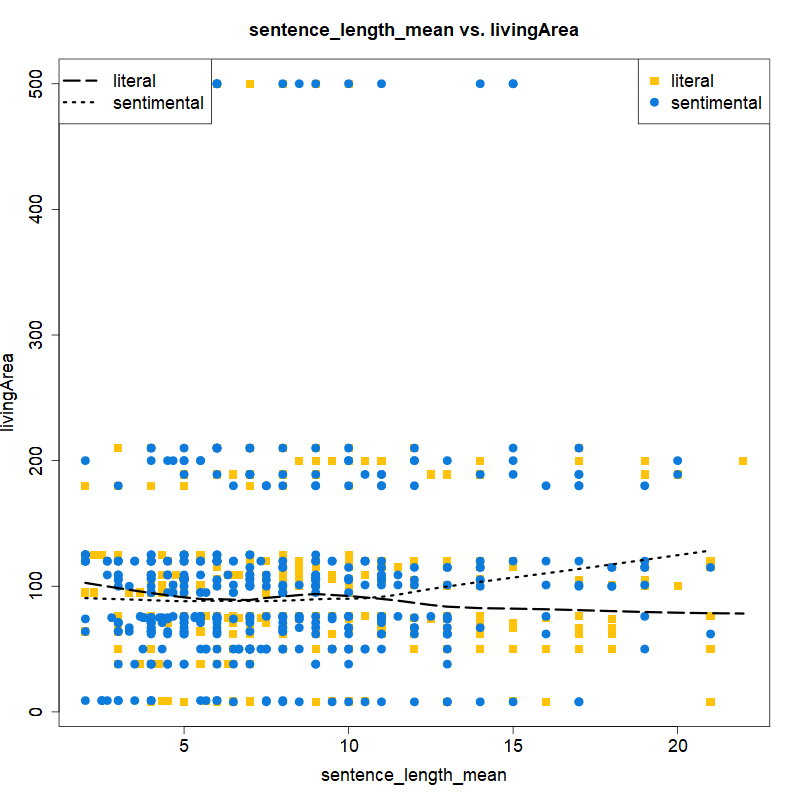 sentence_length_mean vs. livingArea
literal
sentimental
literal
sentimental
500
400
300
200
100
0
livingArea
5 10 15 20
sentence_length_mean